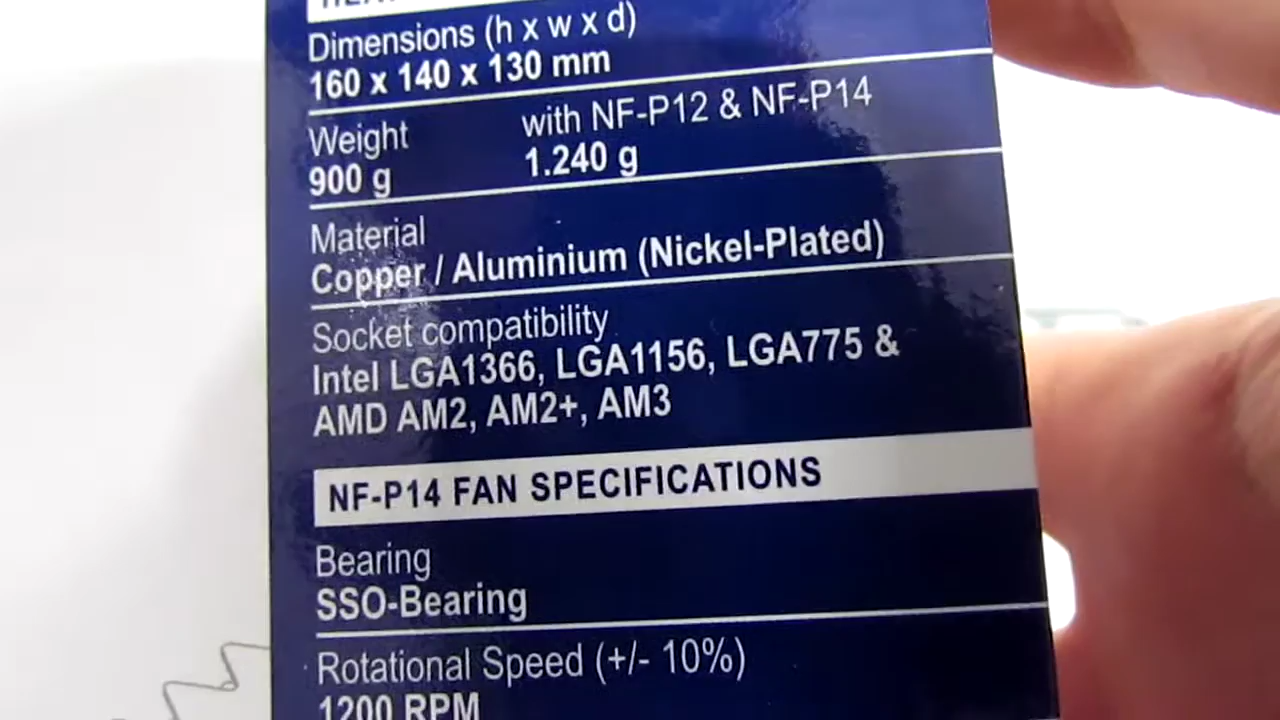 Dimensions (h x w x d)
160 x 140 x 130 mm
Weight
900 g
with NF-P12 & NF-P14
1.240 g
Material
Copper / Aluminium (Nickel-Plated)
Socket compatibility
Intel LGA1366, LGA1156, LGA775 &
AMD AM2, AM2+, AM3
NF-P14 FAN SPECIFICATIONS
Bearing
SSO-Bearing
Rotational Speed (+/- 10%)
1200 RPM